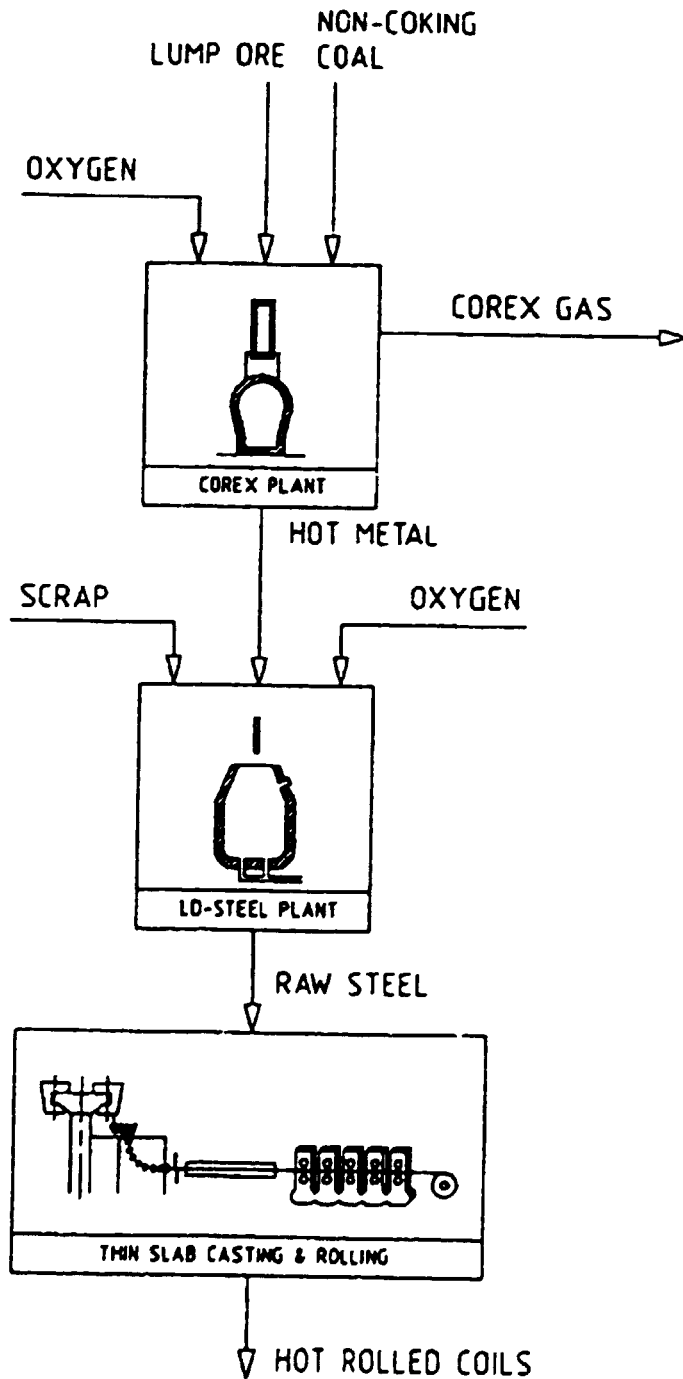 NON-COKING
LUMP ORE COAL
OXYGEN
COREX GAS
COREX PLANT
HOT METAL
SCRAP
OXYGEN
LD-STEEL PLANT
RAW STEEL
THIN SLAB CASTING & ROLLING
HOT ROLLED COILS